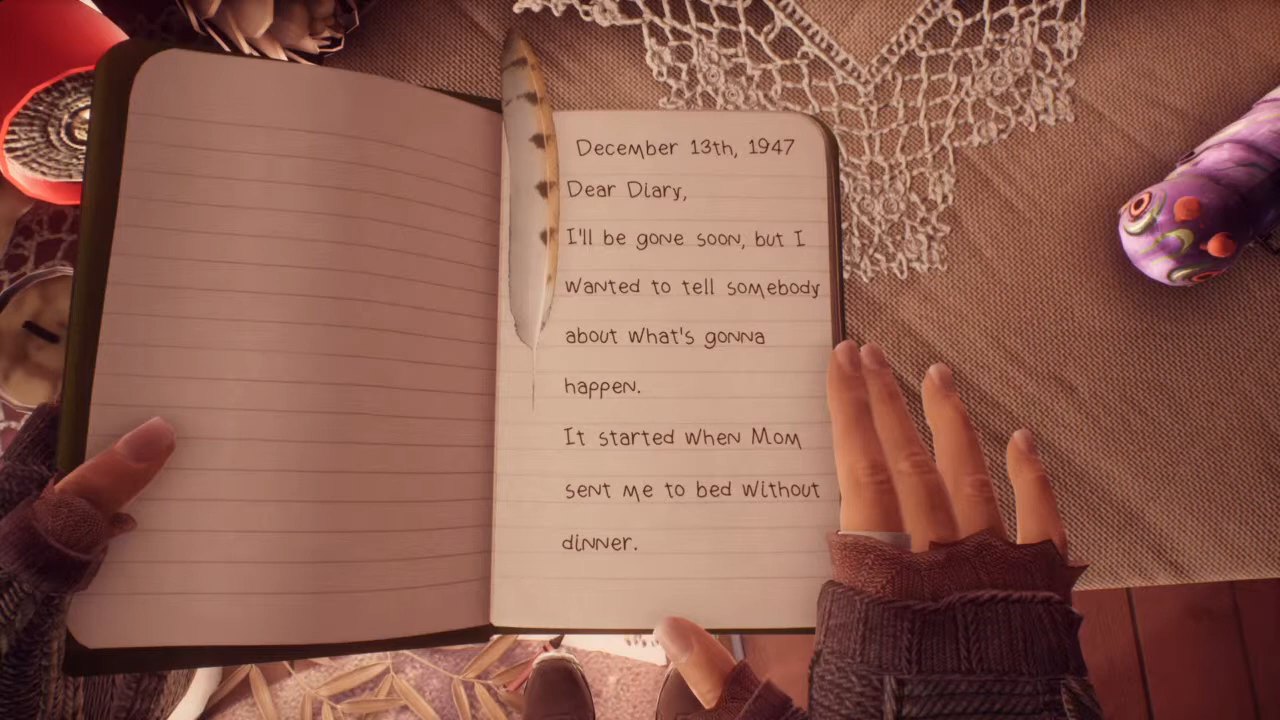 December 13th, 1947
Dear Diary,
I'll be gone soon, but I
wanted to tell somebody
about what's gonna
happen.
It started when Mom
sent me to bed without
dinner.